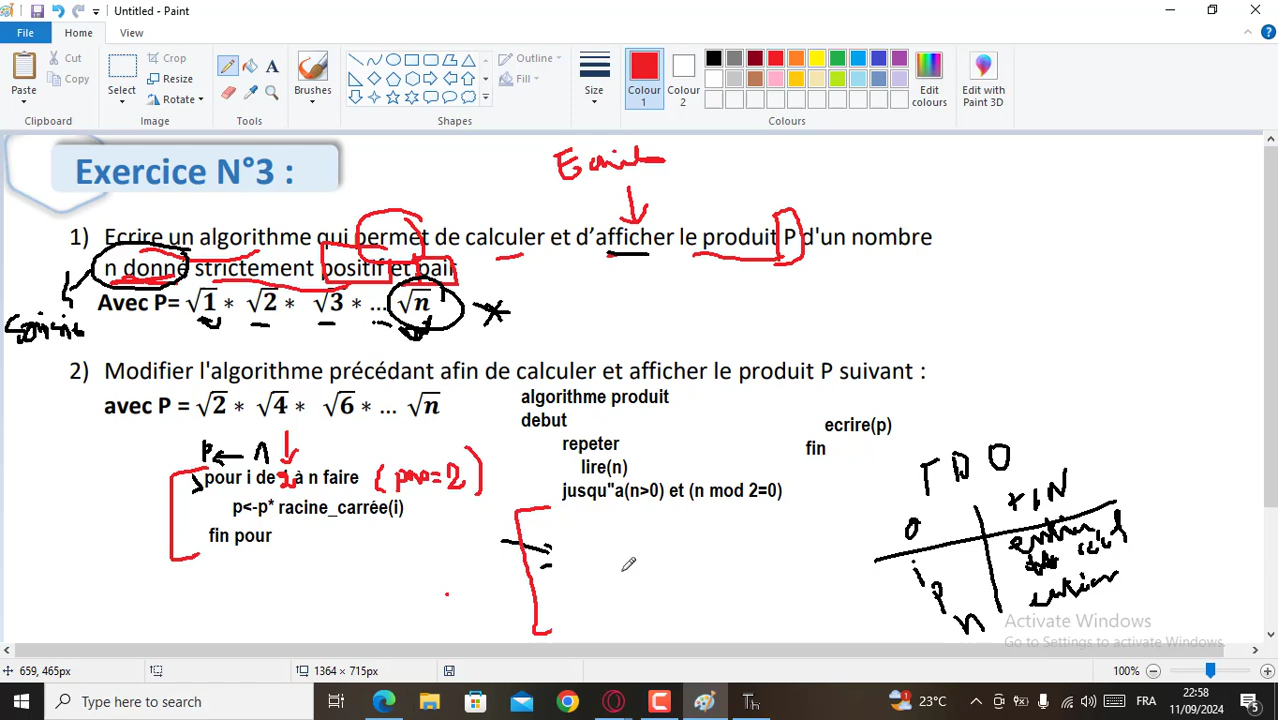 Untitled - Paint
File
Home
View
Paste
Cut
Copy
Clipboard
Select
Crop
Resize
Rotate
Image
A
Tools
Brushes
Outline
Fill
Shapes
Size
Colour
1
Colour
2
Edit
colours
Edit with
Paint 3D
Colours
Exercice N°3 :
1) Ecrire un algorithme qui permet de calculer et d'afficher le produit P d'un nombre
n donné strictement positif et pair
Avec P= √1 * √2 * √3 * ... √n *
2) Modifier l'algorithme précédant afin de calculer et afficher le produit P suivant :
avec P = √2 * √4 * √6 * ... √n
P ← 1
pour i de 2 à n faire (pas=2)
p<-p* racine_carrée(i)
fin pour
algorithme produit
debut
repeter
lire(n)
jusqu"a(n>0) et (n mod 2=0)
ecrire(p)
fin
T D O
O T/N
i
P
n
Activate Windows
Go to Settings to activate Windows.
659, 465px
1364 × 715px
100%
Type here to search
1
23°C
FRA
22:58
11/09/2024
5